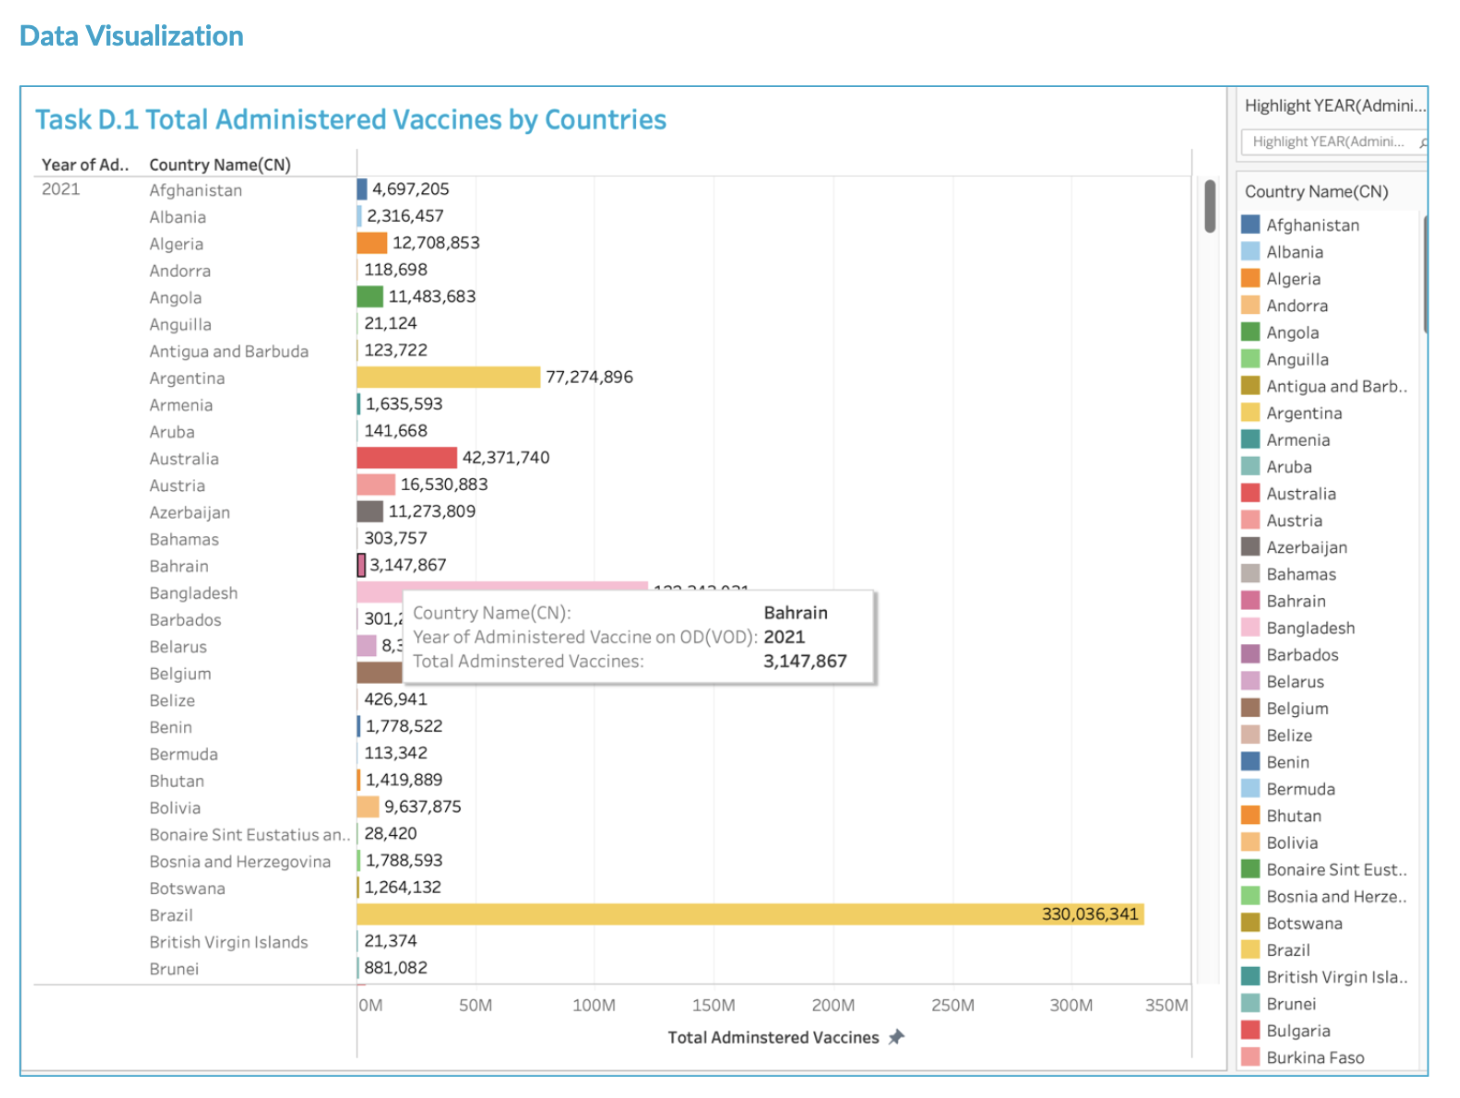 Data Visualization
Task D.1 Total Administered Vaccines by Countries
Year of Ad.. Country Name(CN)
2021 Afghanistan 4,697,205
Albania 2,316,457
Algeria 12,708,853
Andorra 118,698
Angola 11,483,683
Anguilla 21,124
Antigua and Barbuda 123,722
Argentina 77,274,896
Armenia 1,635,593
Aruba 141,668
Australia 42,371,740
Austria 16,530,883
Azerbaijan 11,273,809
Bahamas 303,757
Bahrain 3,147,867
Bangladesh
Barbados 301,2
Belarus 8,3
Belgium
Belize 426,941
Benin 1,778,522
Bermuda 113,342
Bhutan 1,419,889
Bolivia 9,637,875
Bonaire Sint Eustatius an.. 28,420
Bosnia and Herzegovina 1,788,593
Botswana 1,264,132
Brazil 330,036,341
British Virgin Islands 21,374
Brunei 881,082
0M 50M 100M 150M 200M 250M 300M 350M
Total Adminstered Vaccines
Country Name(CN): Bahrain
Year of Administered Vaccine on OD(VOD): 2021
Total Adminstered Vaccines: 3,147,867
Highlight YEAR(Admini...
Highlight YEAR(Admini...
Country Name(CN)
Afghanistan
Albania
Algeria
Andorra
Angola
Anguilla
Antigua and Barb..
Argentina
Armenia
Aruba
Australia
Austria
Azerbaijan
Bahamas
Bahrain
Bangladesh
Barbados
Belarus
Belgium
Belize
Benin
Bermuda
Bhutan
Bolivia
Bonaire Sint Eust..
Bosnia and Herze..
Botswana
Brazil
British Virgin Isla..
Brunei
Bulgaria
Burkina Faso